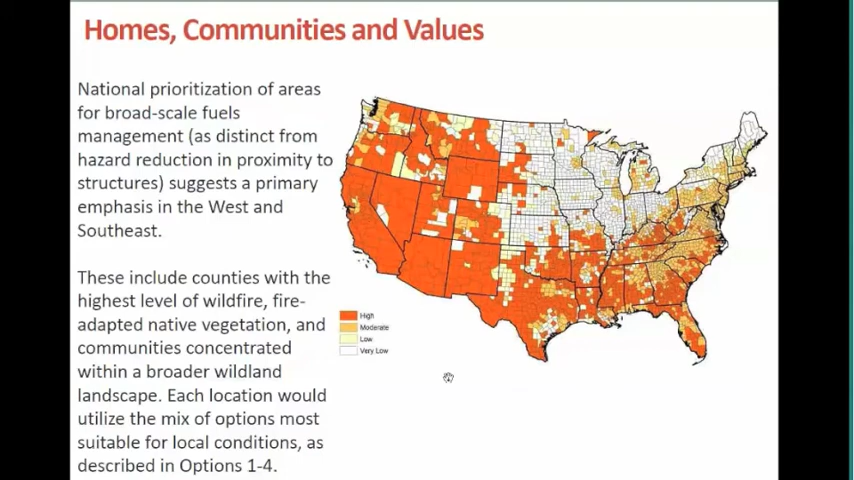 Homes, Communities and Values
National prioritization of areas
for broad-scale fuels
management (as distinct from
hazard reduction in proximity to
structures) suggests a primary
emphasis in the West and
Southeast.
These include counties with the
highest level of wildfire, fire-
adapted native vegetation, and
communities concentrated
within a broader wildland
landscape. Each location would
utilize the mix of options most
suitable for local conditions, as
described in Options 1-4.
High
Moderate
Low
Very Low